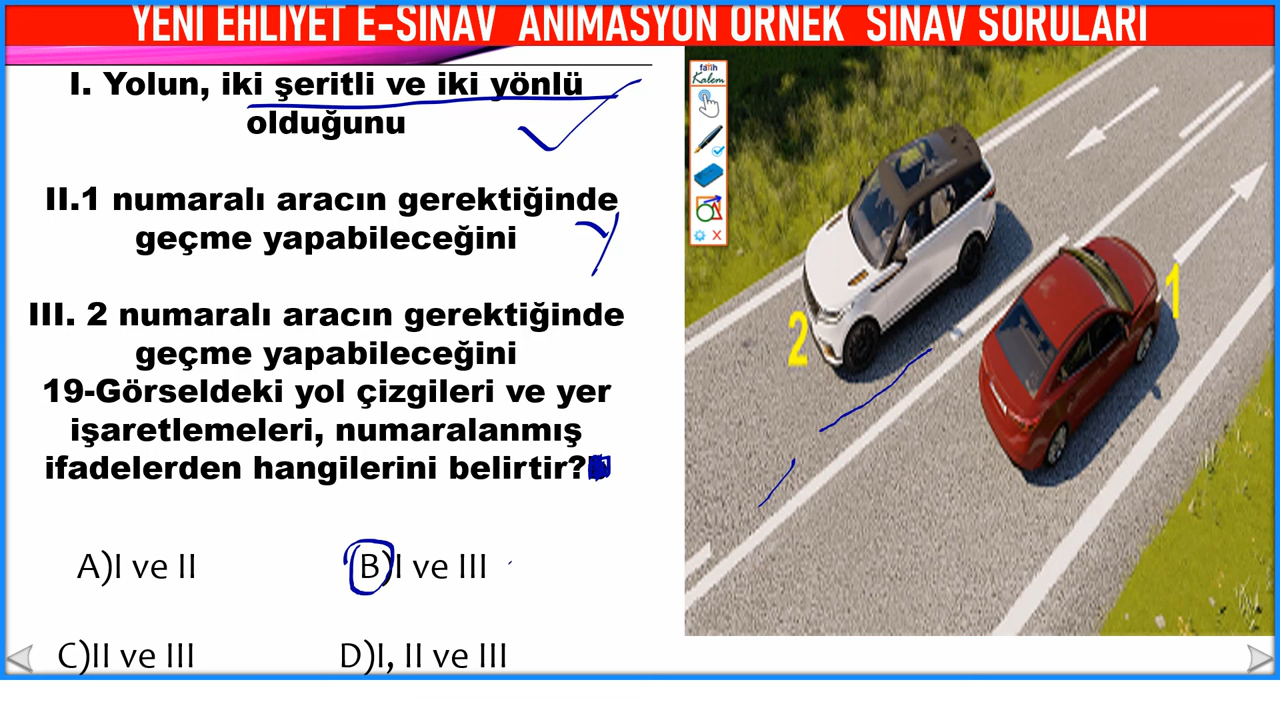 YENİ EHLİYET E-SINAV ANİMASYON ÖRNEK SINAV SORULARI
I. Yolun, iki şeritli ve iki yönlü
olduğunu
II.1 numaralı aracın gerektiğinde
geçme yapabileceğini
III. 2 numaralı aracın gerektiğinde
geçme yapabileceğini
19-Görseldeki yol çizgileri ve yer
işaretlemeleri, numaralanmış
ifadelerden hangilerini belirtir?
A)I ve II
B)I ve III
C)II ve III
D)I, II ve III
fatih
Kalem
2
1